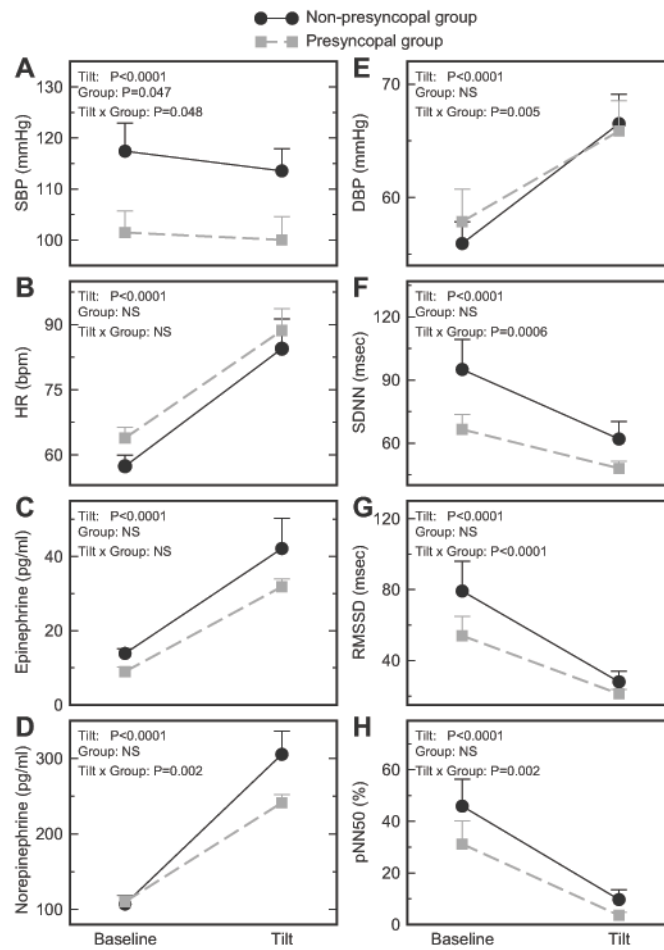 Non-presyncopal group
Presyncopal group
A
Tilt: P<0.0001
Group: P=0.047
Tilt x Group: P=0.048
SBP (mmHg)
130
120
110
100
E
Tilt: P<0.0001
Group: NS
Tilt x Group: P=0.005
DBP (mmHg)
70
60
B
Tilt: P<0.0001
Group: NS
Tilt x Group: NS
HR (bpm)
90
75
60
F
Tilt: P<0.0001
Group: NS
Tilt x Group: P=0.0006
SDNN (msec)
120
90
60
C
Tilt: P<0.0001
Group: NS
Tilt x Group: NS
Epinephrine (pg/ml)
40
20
0
G
Tilt: P<0.0001
Group: NS
Tilt x Group: P<0.0001
RMSSD (msec)
120
80
40
D
Tilt: P<0.0001
Group: NS
Tilt x Group: P=0.002
Norepinephrine (pg/ml)
300
200
100
Baseline Tilt
H
Tilt: P<0.0001
Group: NS
Tilt x Group: P=0.002
pNN50 (%)
60
40
20
0
Baseline Tilt